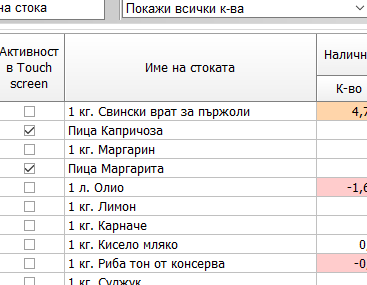 на стока
Покажи всички к-ва
Активност в Touch screen
Име на стоката
Наличн
К-во
1 кг. Свински врат за пържоли 4,7
Пица Капричоза
1 кг. Маргарин
Пица Маргарита
1 л. Олио -1,6
1 кг. Лимон
1 кг. Карначе
1 кг. Кисело мляко 0,
1 кг. Риба тон от консерва -0,
1 кг. Суджук